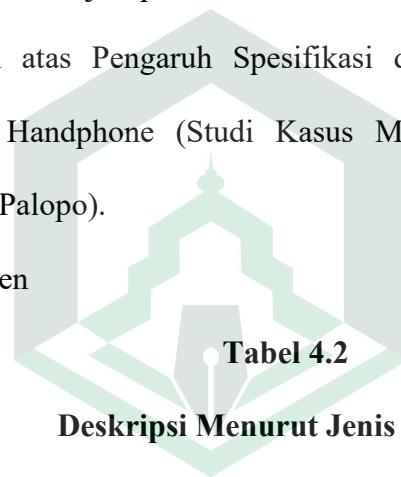 atas Pengaruh Spesifikasi
Handphone (Studi Kasus M
Palopo).
en
Tabel 4.2
Deskripsi Menurut Jenis